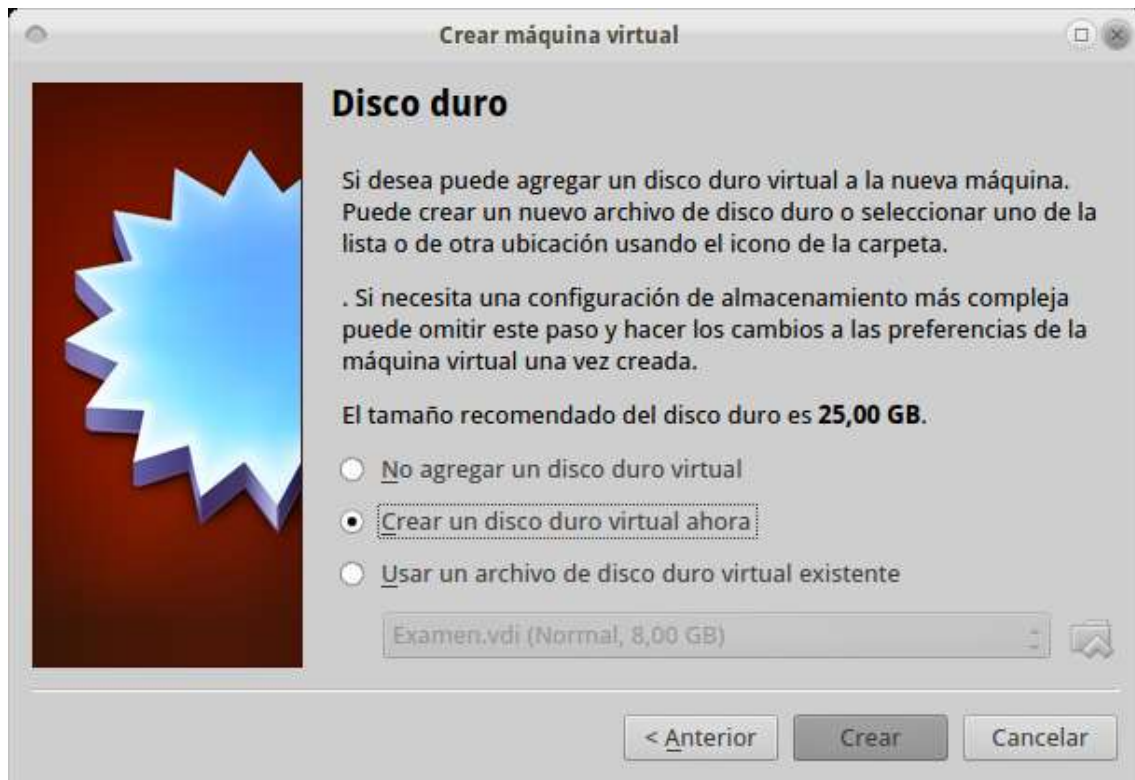 Crear máquina virtual
Disco duro
Si desea puede agregar un disco duro virtual a la nueva máquina.
Puede crear un nuevo archivo de disco duro o seleccionar uno de la
lista o de otra ubicación usando el icono de la carpeta.
. Si necesita una configuración de almacenamiento más compleja
puede omitir este paso y hacer los cambios a las preferencias de la
máquina virtual una vez creada.
El tamaño recomendado del disco duro es 25,00 GB.
No agregar un disco duro virtual
Crear un disco duro virtual ahora
Usar un archivo de disco duro virtual existente
Examen.vdi (Normal, 8,00 GB)
< Anterior
Crear
Cancelar